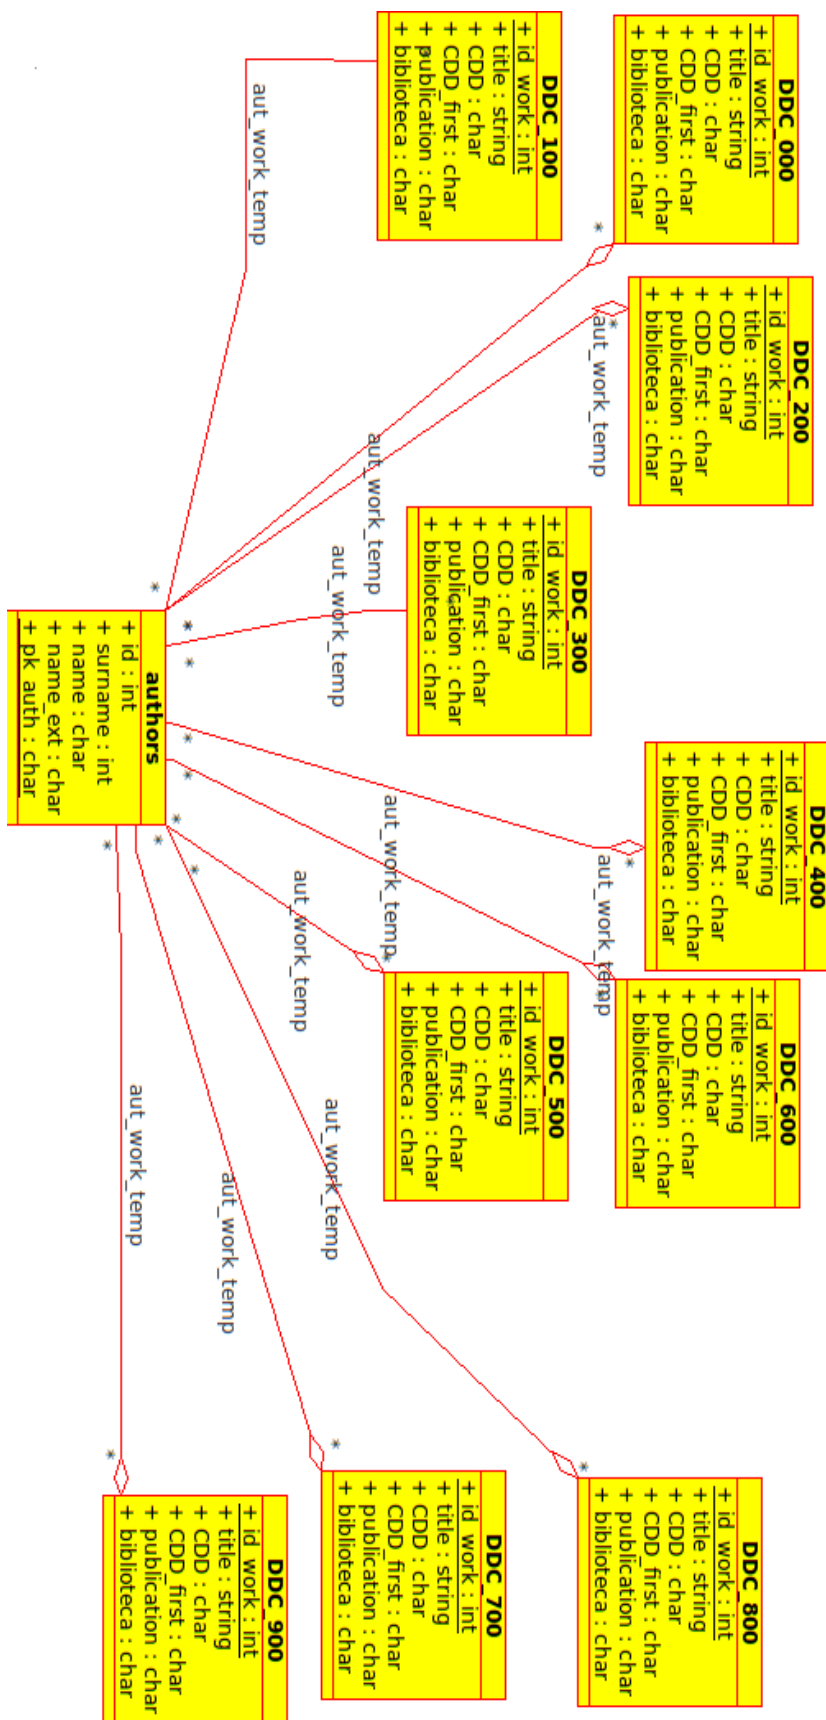 DDC_000
+ id_work : int
+ title : string
+ CDD : char
+ CDD_first : char
+ publication : char
+ biblioteca : char
*
aut_work_temp
DDC_100
+ id_work : int
+ title : string
+ CDD : char
+ CDD_first : char
+ publication : char
+ biblioteca : char
aut_work_temp
*
DDC_200
+ id_work : int
+ title : string
+ CDD : char
+ CDD_first : char
+ publication : char
+ biblioteca : char
*
aut_work_temp
*
DDC_300
+ id_work : int
+ title : string
+ CDD : char
+ CDD_first : char
+ publication : char
+ biblioteca : char
aut_work_temp
*
DDC_400
+ id_work : int
+ title : string
+ CDD : char
+ CDD_first : char
+ publication : char
+ biblioteca : char
*
aut_work_temp
*
DDC_600
+ id_work : int
+ title : string
+ CDD : char
+ CDD_first : char
+ publication : char
+ biblioteca : char
*
aut_work_temp
*
DDC_500
+ id_work : int
+ title : string
+ CDD : char
+ CDD_first : char
+ publication : char
+ biblioteca : char
*
aut_work_temp
*
DDC_800
+ id_work : int
+ title : string
+ CDD : char
+ CDD_first : char
+ publication : char
+ biblioteca : char
*
aut_work_temp
*
DDC_700
+ id_work : int
+ title : string
+ CDD : char
+ CDD_first : char
+ publication : char
+ biblioteca : char
*
aut_work_temp
*
DDC_900
+ id_work : int
+ title : string
+ CDD : char
+ CDD_first : char
+ publication : char
+ biblioteca : char
*
aut_work_temp
*
authors
+ id : int
+ surname : int
+ name : char
+ name_ext : char
+ pk_auth : char